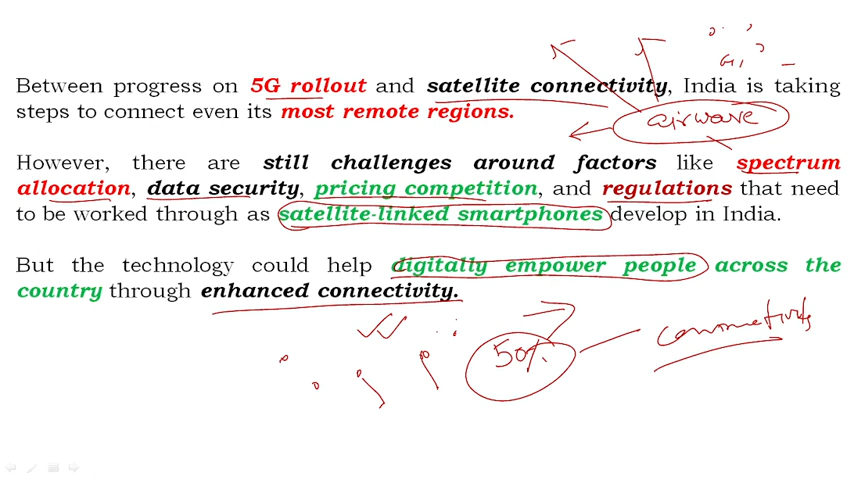 Between progress on 5G rollout and satellite connectivity, India is taking
steps to connect even its most remote regions.
airwave
However, there are still challenges around factors like spectrum
allocation, data security, pricing competition, and regulations that need
to be worked through as satellite-linked smartphones develop in India.
But the technology could help digitally empower people across the
country through enhanced connectivity.
50%
connectivity